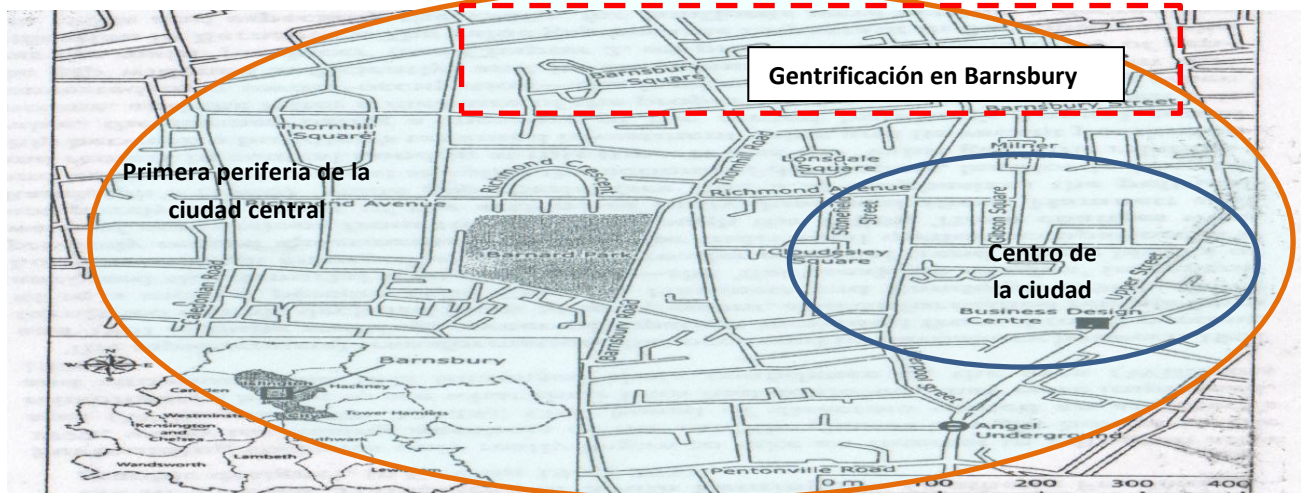 Gentrificación en Barnsbury
Barnsbury
Square
Barnsbury Street
Thornhill
Square
Thornhill Road
Lonsdale
Square
Milner
Primera periferia de la
ciudad central
Richmond Crescent
Richmond Avenue
Richmond Avenue
Stonefield
Street
Gibson Square
Barnard Park
Square
Centro de
la ciudad
Upper Street
Caledonian Road
Business Design
Centre
Barnsbury Road
Street
N
W
E
S
Barnsbury
Camden
Hackney
Westminster
Tower Hamlets
Kensington
and
Chelsea
Southwark
Wandsworth
Lambeth
Lewisham
Angel
Underground
Pentonville Road
0 m 100 200 300 400